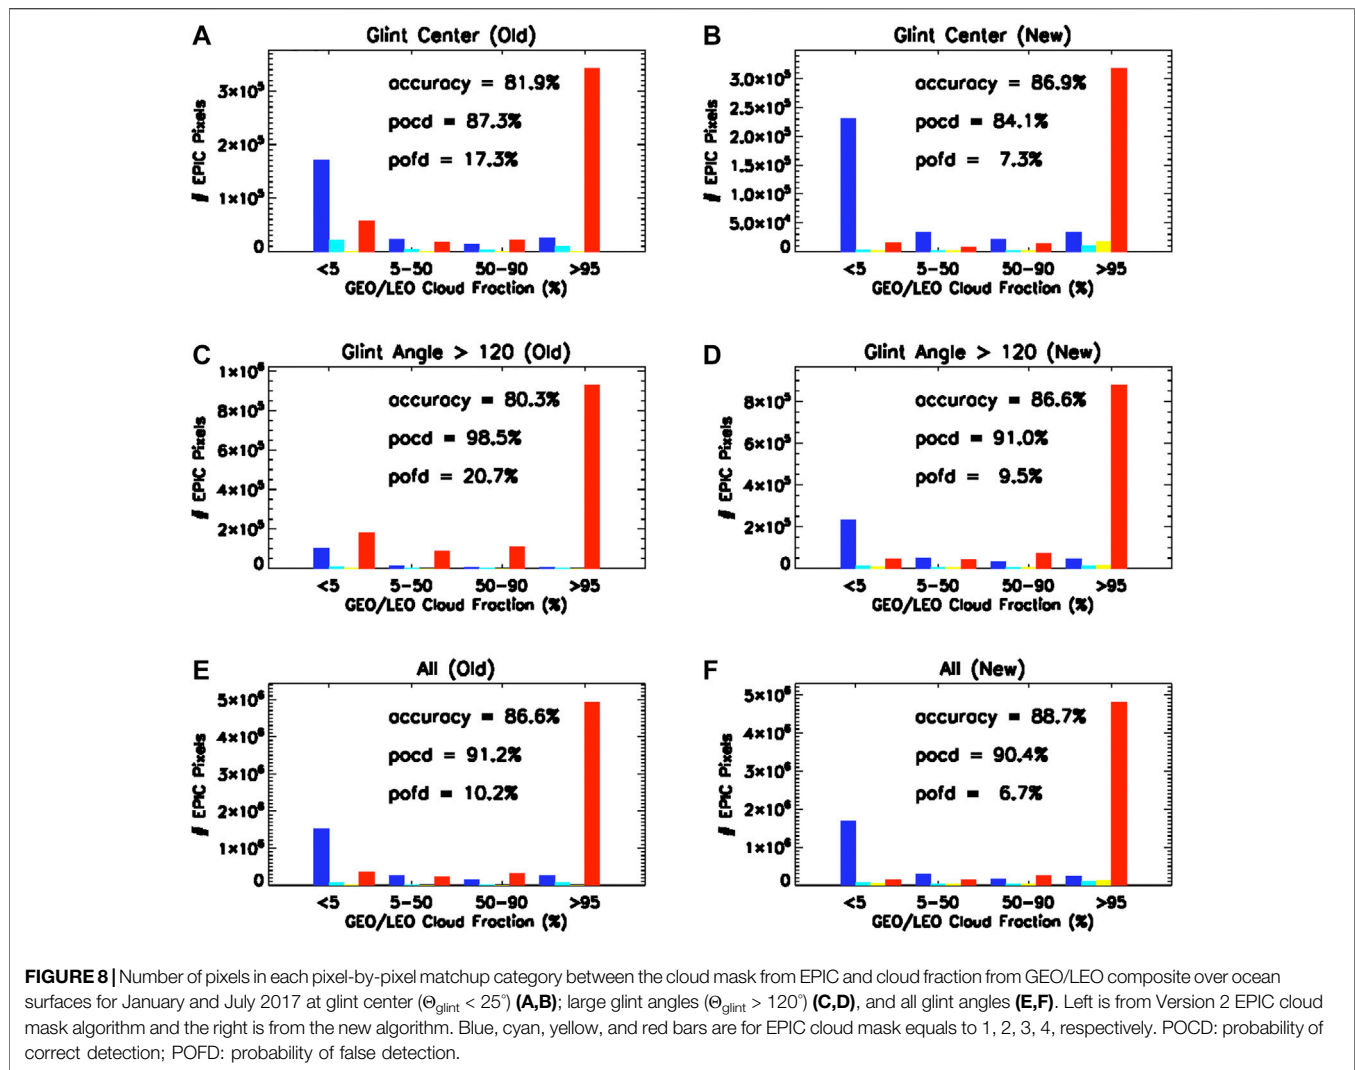 A
Glint Center (Old)
accuracy = 81.9%
pocd = 87.3%
pofd = 17.3%
# EPIC Pixels
3×10⁵
2×10⁵
1×10⁵
0
<5 5-50 50-90 >95
GEO/LEO Cloud Fraction (%)
B
Glint Center (New)
accuracy = 86.9%
pocd = 84.1%
pofd = 7.3%
# EPIC Pixels
3.0×10⁵
2.5×10⁵
2.0×10⁵
1.5×10⁵
1.0×10⁵
5.0×10⁴
0
<5 5-50 50-90 >95
GEO/LEO Cloud Fraction (%)
C
Glint Angle > 120 (Old)
accuracy = 80.3%
pocd = 98.5%
pofd = 20.7%
# EPIC Pixels
1×10⁶
8×10⁵
6×10⁵
4×10⁵
2×10⁵
0
<5 5-50 50-90 >95
GEO/LEO Cloud Fraction (%)
D
Glint Angle > 120 (New)
accuracy = 86.6%
pocd = 91.0%
pofd = 9.5%
# EPIC Pixels
8×10⁵
6×10⁵
4×10⁵
2×10⁵
0
<5 5-50 50-90 >95
GEO/LEO Cloud Fraction (%)
E
All (Old)
accuracy = 86.6%
pocd = 91.2%
pofd = 10.2%
# EPIC Pixels
5×10⁶
4×10⁶
3×10⁶
2×10⁶
1×10⁶
0
<5 5-50 50-90 >95
GEO/LEO Cloud Fraction (%)
F
All (New)
accuracy = 88.7%
pocd = 90.4%
pofd = 6.7%
# EPIC Pixels
5×10⁶
4×10⁶
3×10⁶
2×10⁶
1×10⁶
0
<5 5-50 50-90 >95
GEO/LEO Cloud Fraction (%)
FIGURE 8 | Number of pixels in each pixel-by-pixel matchup category between the cloud mask from EPIC and cloud fraction from GEO/LEO composite over ocean
surfaces for January and July 2017 at glint center (Θglint < 25°) (A,B); large glint angles (Θglint > 120°) (C,D), and all glint angles (E,F). Left is from Version 2 EPIC cloud
mask algorithm and the right is from the new algorithm. Blue, cyan, yellow, and red bars are for EPIC cloud mask equals to 1, 2, 3, 4, respectively. POCD: probability of
correct detection; POFD: probability of false detection.